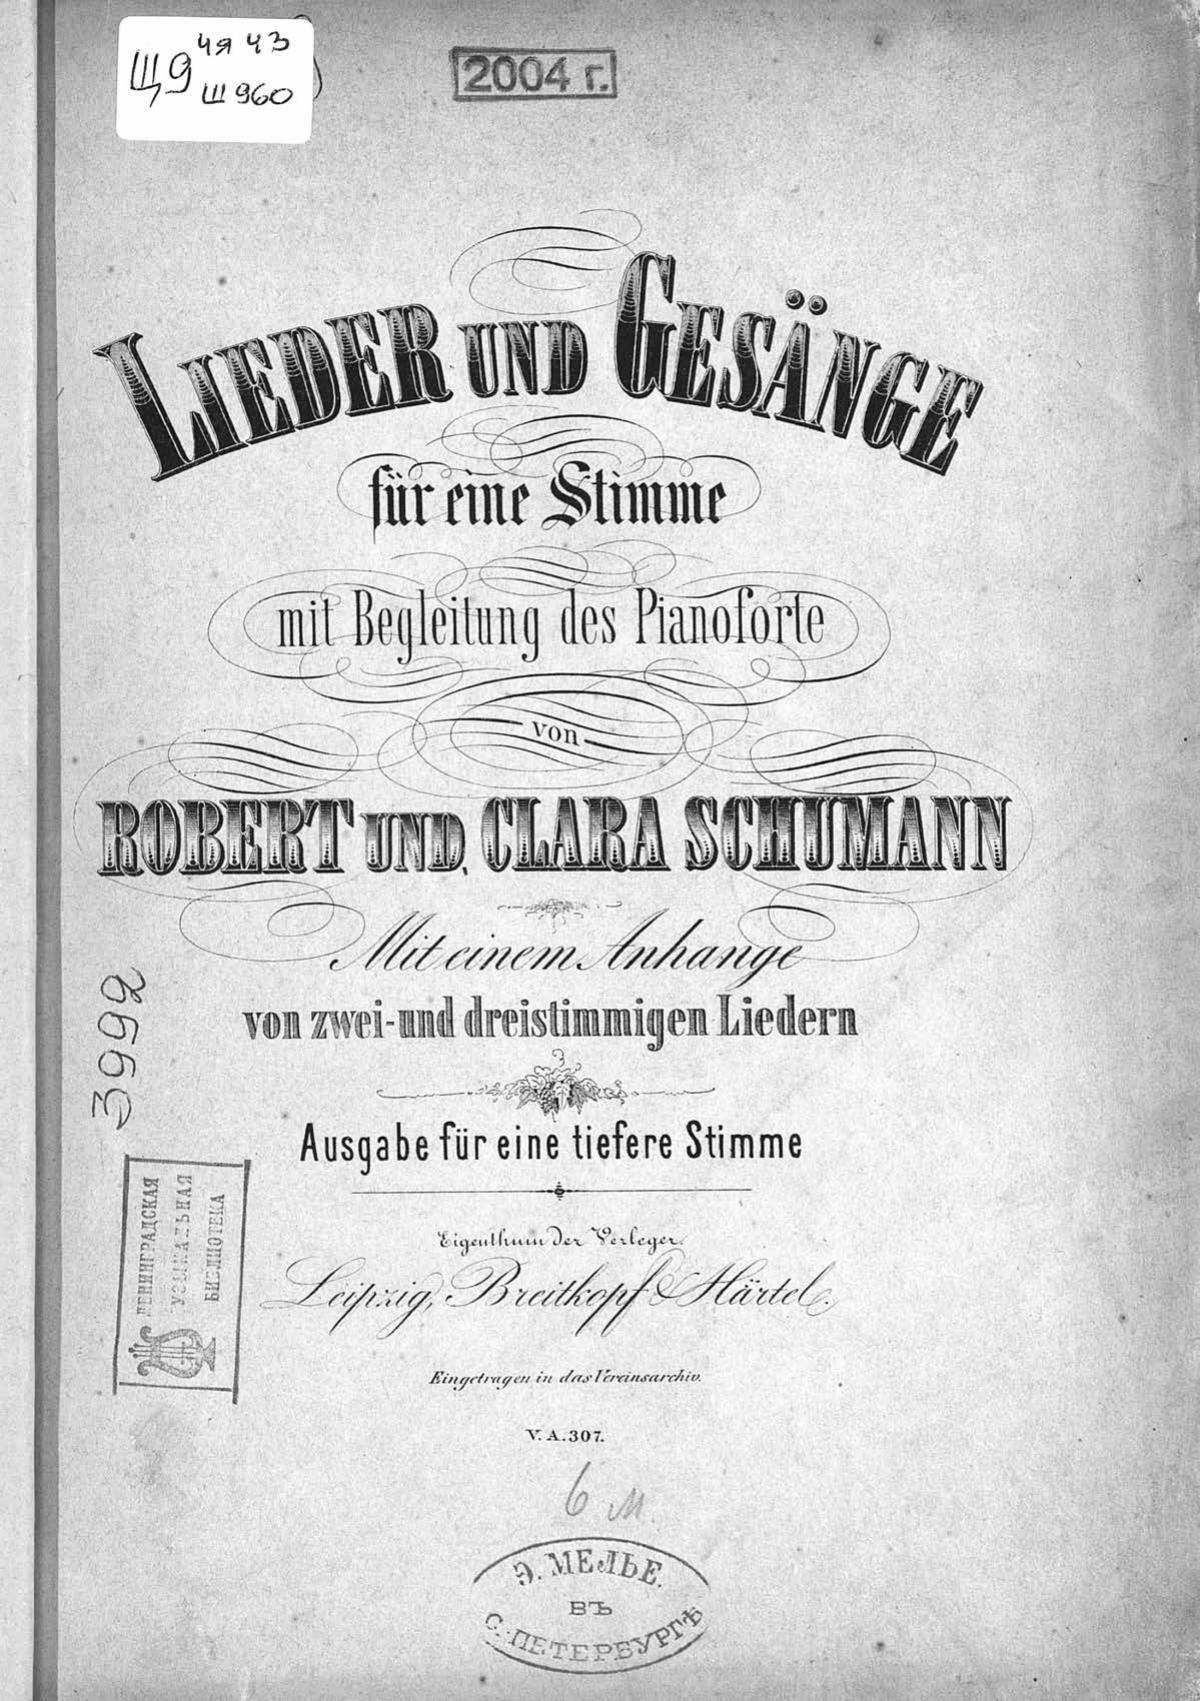 Щ9 4я 43
Ш 960
2004 г.
LIEDER UND GESÄNGE
für eine Stimme
mit Begleitung des Pianoforte
von
ROBERT UND CLARA SCHUMANN
Mit einem Anhange
von zwei- und dreistimmigen Liedern
Ausgabe für eine tiefere Stimme
Eigenthum der Verleger.
Leipzig, Breitkopf & Härtel.
Eingetragen in das Vereinsarchiv.
V. A. 307.
6 м.
Э. МЕЛЬЕ.
ВЪ
С.-ПЕТЕРБУРГѢ
3992
ЛЕНИНГРАДСКАЯ
МУЗЫКАЛЬНАЯ
БИБЛИОТЕКА